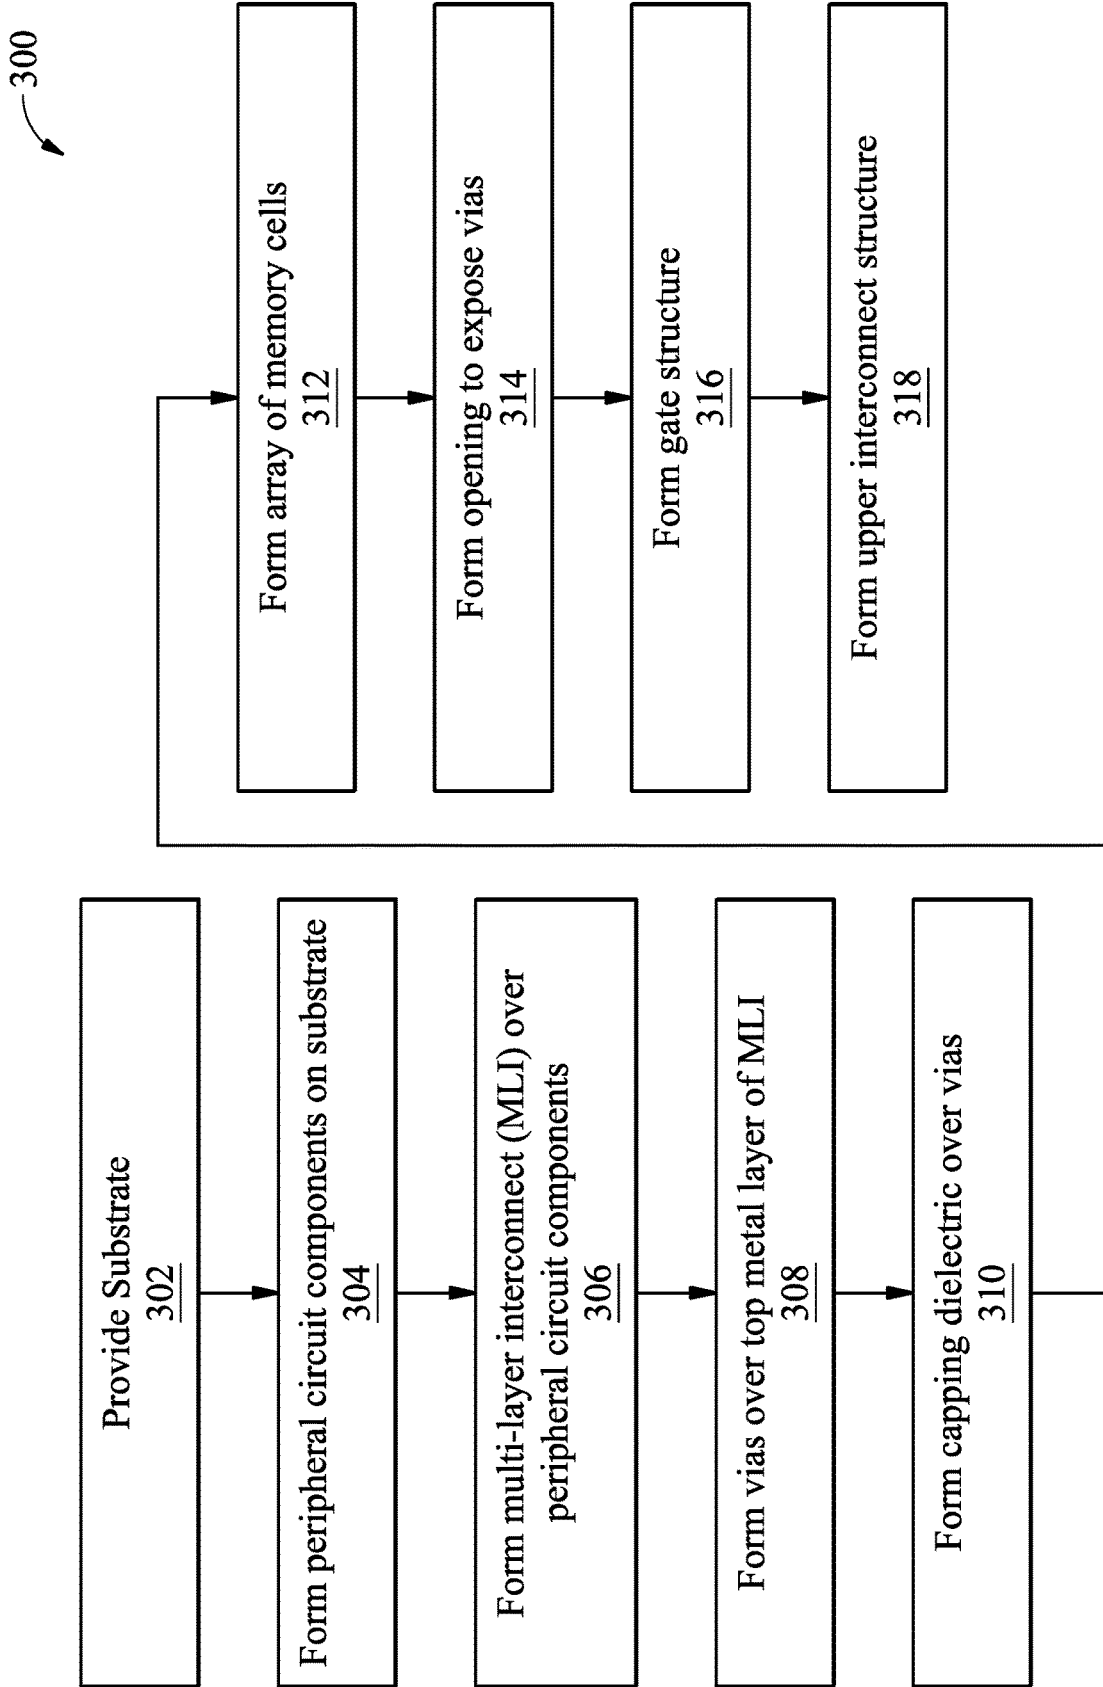 300
Provide Substrate
302
Form peripheral circuit components on substrate
304
Form multi-layer interconnect (MLI) over
peripheral circuit components
306
Form vias over top metal layer of MLI
308
Form capping dielectric over vias
310
Form array of memory cells
312
Form opening to expose vias
314
Form gate structure
316
Form upper interconnect structure
318